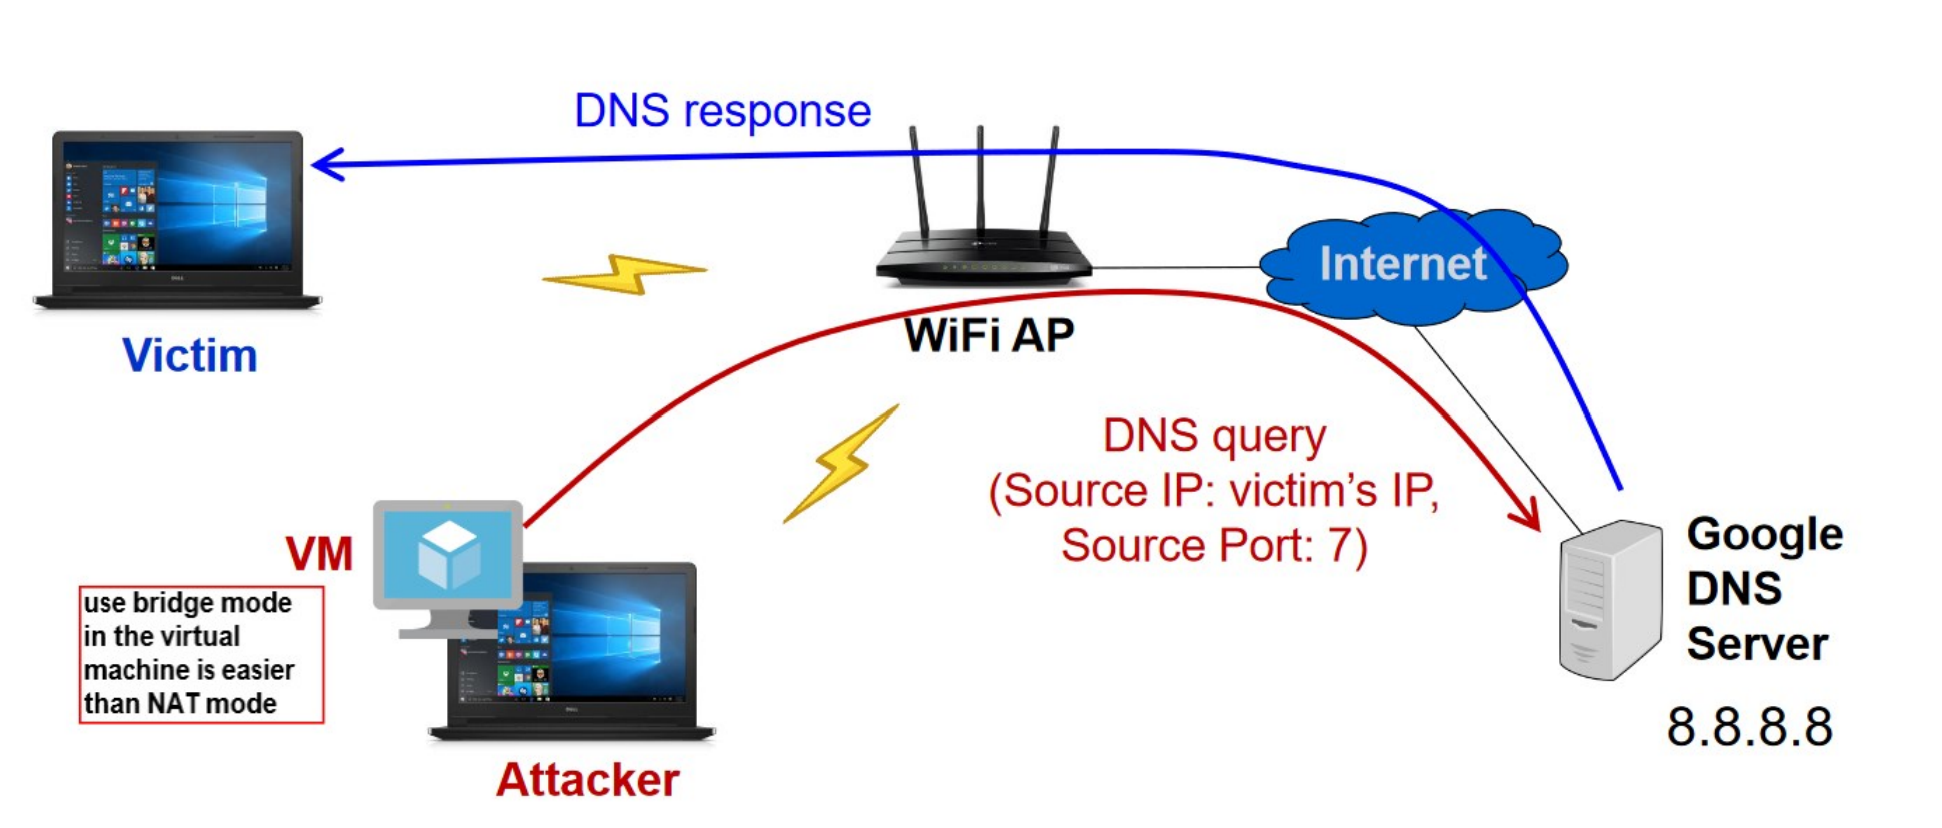 DNS response
Internet
Victim
WiFi AP
DNS query
(Source IP: victim's IP,
Source Port: 7)
VM
use bridge mode
in the virtual
machine is easier
than NAT mode
Attacker
Google
DNS
Server
8.8.8.8